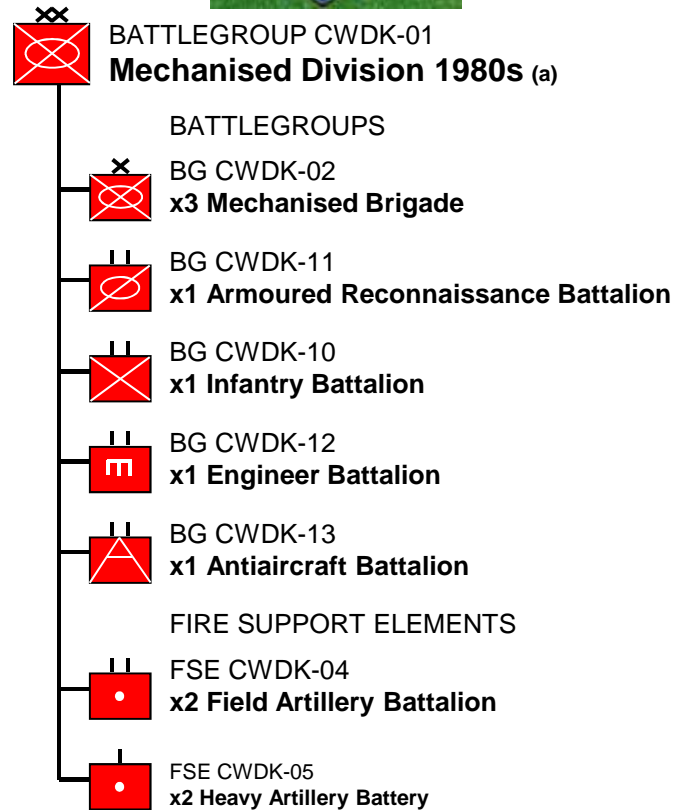 BATTLEGROUP CWDK-01
Mechanised Division 1980s (a)
BATTLEGROUPS
BG CWDK-02
x3 Mechanised Brigade
BG CWDK-11
x1 Armoured Reconnaissance Battalion
BG CWDK-10
x1 Infantry Battalion
BG CWDK-12
x1 Engineer Battalion
BG CWDK-13
x1 Antiaircraft Battalion
FIRE SUPPORT ELEMENTS
FSE CWDK-04
x2 Field Artillery Battalion
FSE CWDK-05
x2 Heavy Artillery Battery